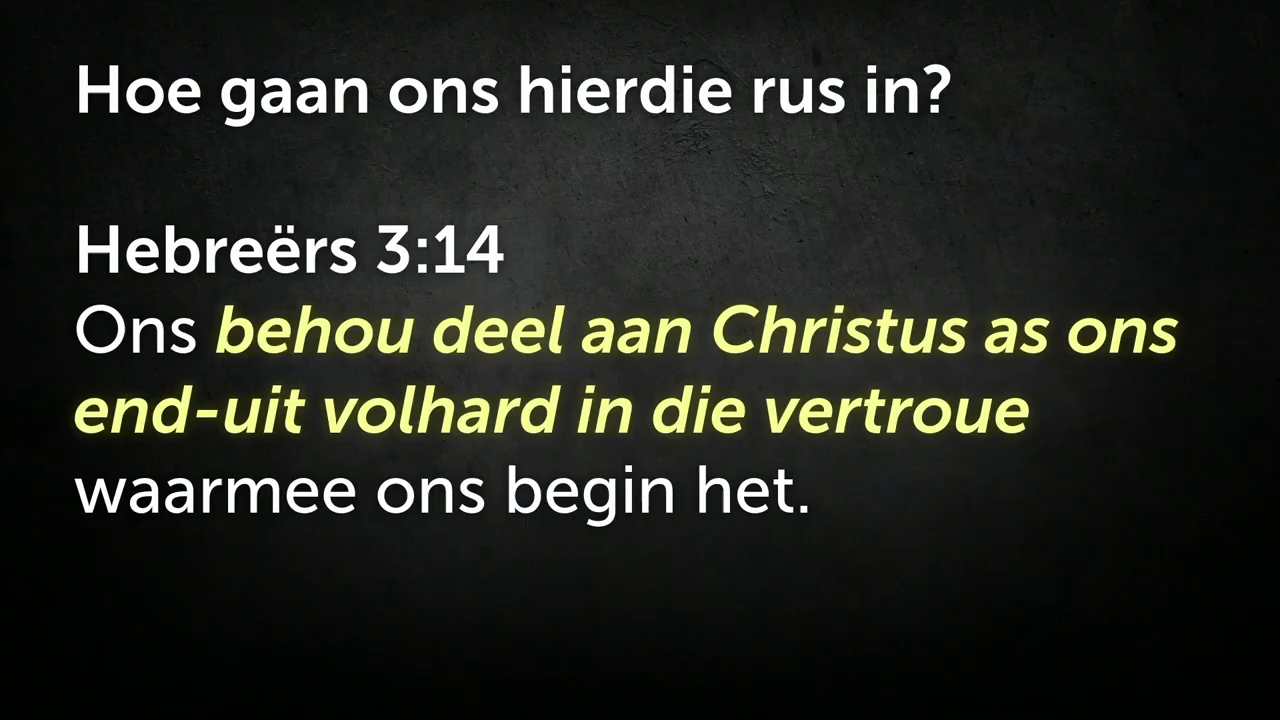 Hoe gaan ons hierdie rus in?
Hebreërs 3:14
Ons behou deel aan Christus as ons
end-uit volhard in die vertroue
waarmee ons begin het.